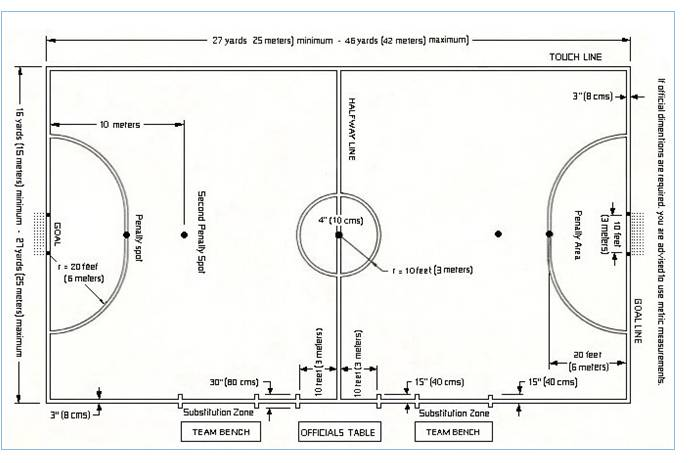 27 yards 25 meters) minimum - 46 yards (42 meters) maximum)
TOUCH LINE
3" (8 cms)
10 meters
HALFWAY LINE
16 yards (15 meters) minimum - 27 yards (25 meters) maximum
If official dimentions are required, you are advised to use metric measurements.
Second Penalty Spot
Penalty spot
GOAL
4" (10 cms)
Penalty Area
10 feet
(3 meters)
r = 20 feet
(6 meters)
r = 10 feet (3 meters)
GOAL LINE
10 feet (3 meters)
10 feet (3 meters)
20 feet
(6 meters)
30" (80 cms)
15" (40 cms)
15" (40 cms)
3" (8 cms)
Substitution Zone
Substitution Zone
TEAM BENCH
OFFICIALS TABLE
TEAM BENCH